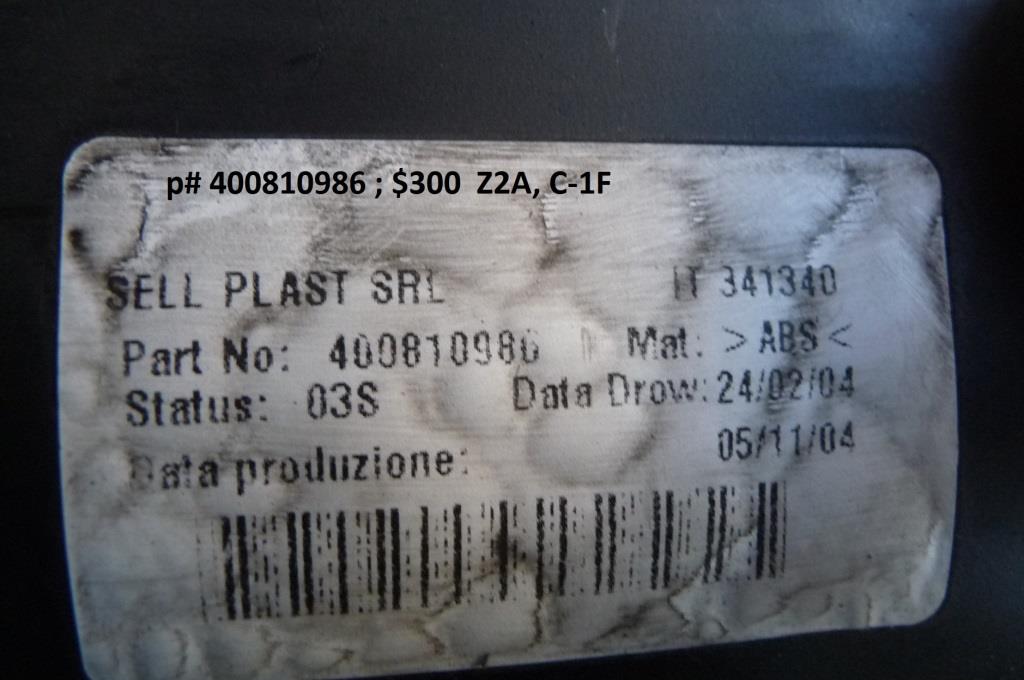 p# 400810986 ; $300 Z2A, C-1F
SELL PLAST SRL IT 341340
Part No: 400810986 Mat: >ABS<
Status: 03S Data Drow: 24/02/04
Data produzione: 05/11/04